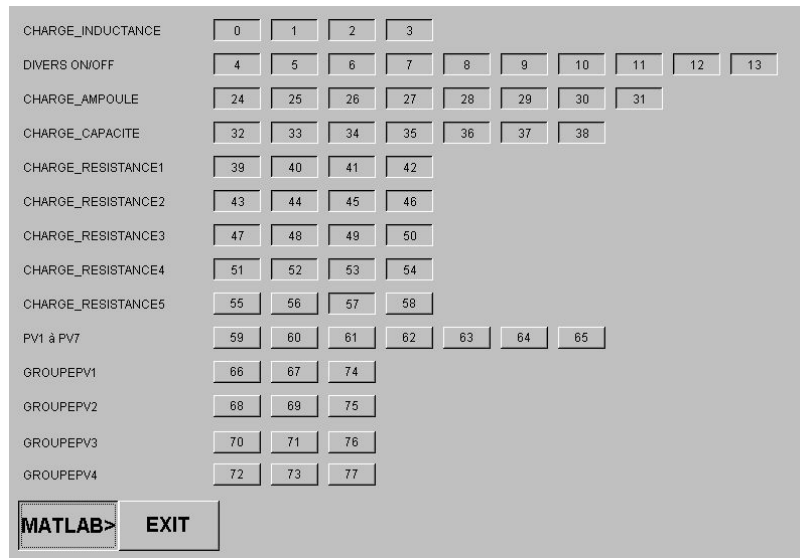 CHARGE_INDUCTANCE 0 1 2 3
DIVERS ON/OFF 4 5 6 7 8 9 10 11 12 13
CHARGE_AMPOULE 24 25 26 27 28 29 30 31
CHARGE_CAPACITE 32 33 34 35 36 37 38
CHARGE_RESISTANCE1 39 40 41 42
CHARGE_RESISTANCE2 43 44 45 46
CHARGE_RESISTANCE3 47 48 49 50
CHARGE_RESISTANCE4 51 52 53 54
CHARGE_RESISTANCE5 55 56 57 58
PV1 à PV7 59 60 61 62 63 64 65
GROUPEPV1 66 67 74
GROUPEPV2 68 69 75
GROUPEPV3 70 71 76
GROUPEPV4 72 73 77
MATLAB> EXIT